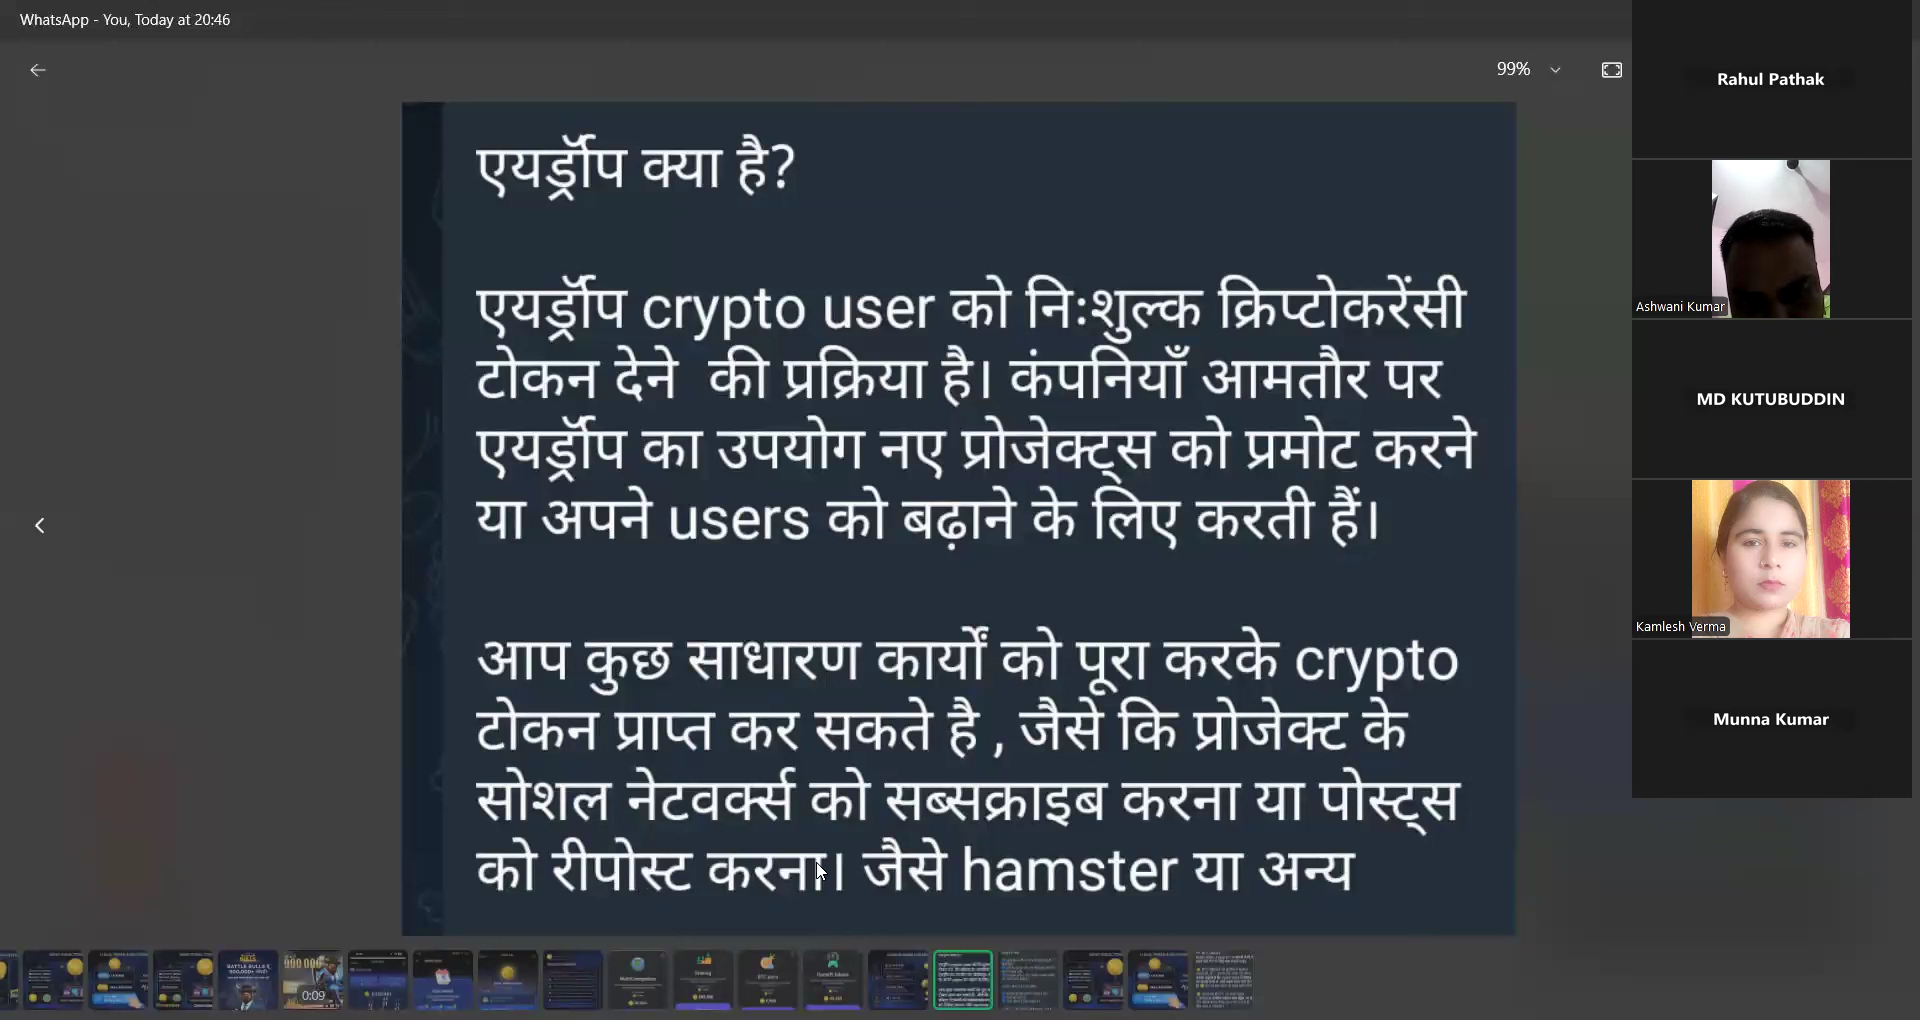 WhatsApp - You, Today at 20:46
99%
एयर्ड्रॉप क्या है?
एयर्ड्रॉप crypto user को निःशुल्क क्रिप्टोकरेंसी
टोकन देने की प्रक्रिया है। कंपनियाँ आमतौर पर
एयर्ड्रॉप का उपयोग नए प्रोजेक्ट्स को प्रमोट करने
या अपने users को बढ़ाने के लिए करती हैं।
आप कुछ साधारण कार्यों को पूरा करके crypto
टोकन प्राप्त कर सकते है , जैसे कि प्रोजेक्ट के
सोशल नेटवर्क्स को सब्सक्राइब करना या पोस्ट्स
को रीपोस्ट करना। जैसे hamster या अन्य
Rahul Pathak
Ashwani Kumar
MD KUTUBUDDIN
Kamlesh Verma
Munna Kumar
0:09